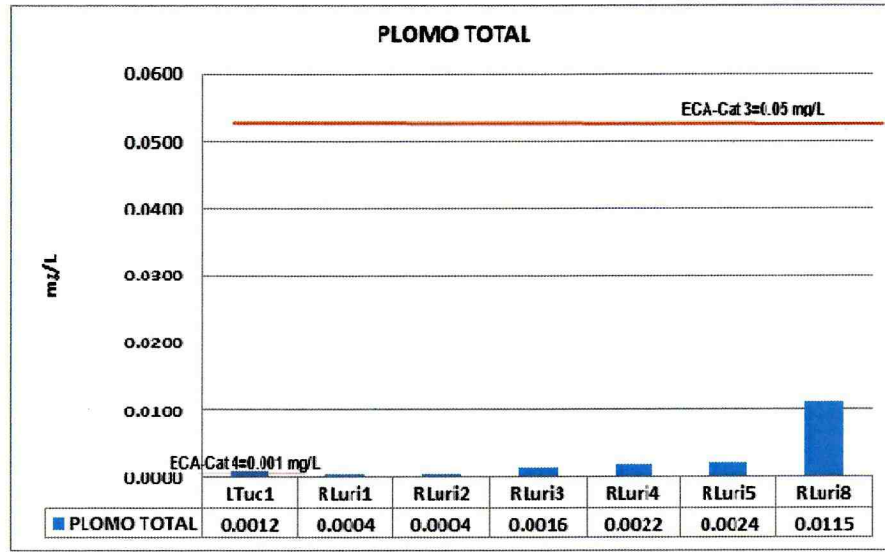 PLOMO TOTAL
0.0600
ECA-Cat 3=0.05 mg/L
0.0500
0.0400
0.0300
mg/L
0.0200
0.0100
ECA-Cat 4=0.001 mg/L
0.0000
LTuc1 RLuri1 RLuri2 RLuri3 RLuri4 RLuri5 RLuri8
PLOMO TOTAL 0.0012 0.0004 0.0004 0.0016 0.0022 0.0024 0.0115